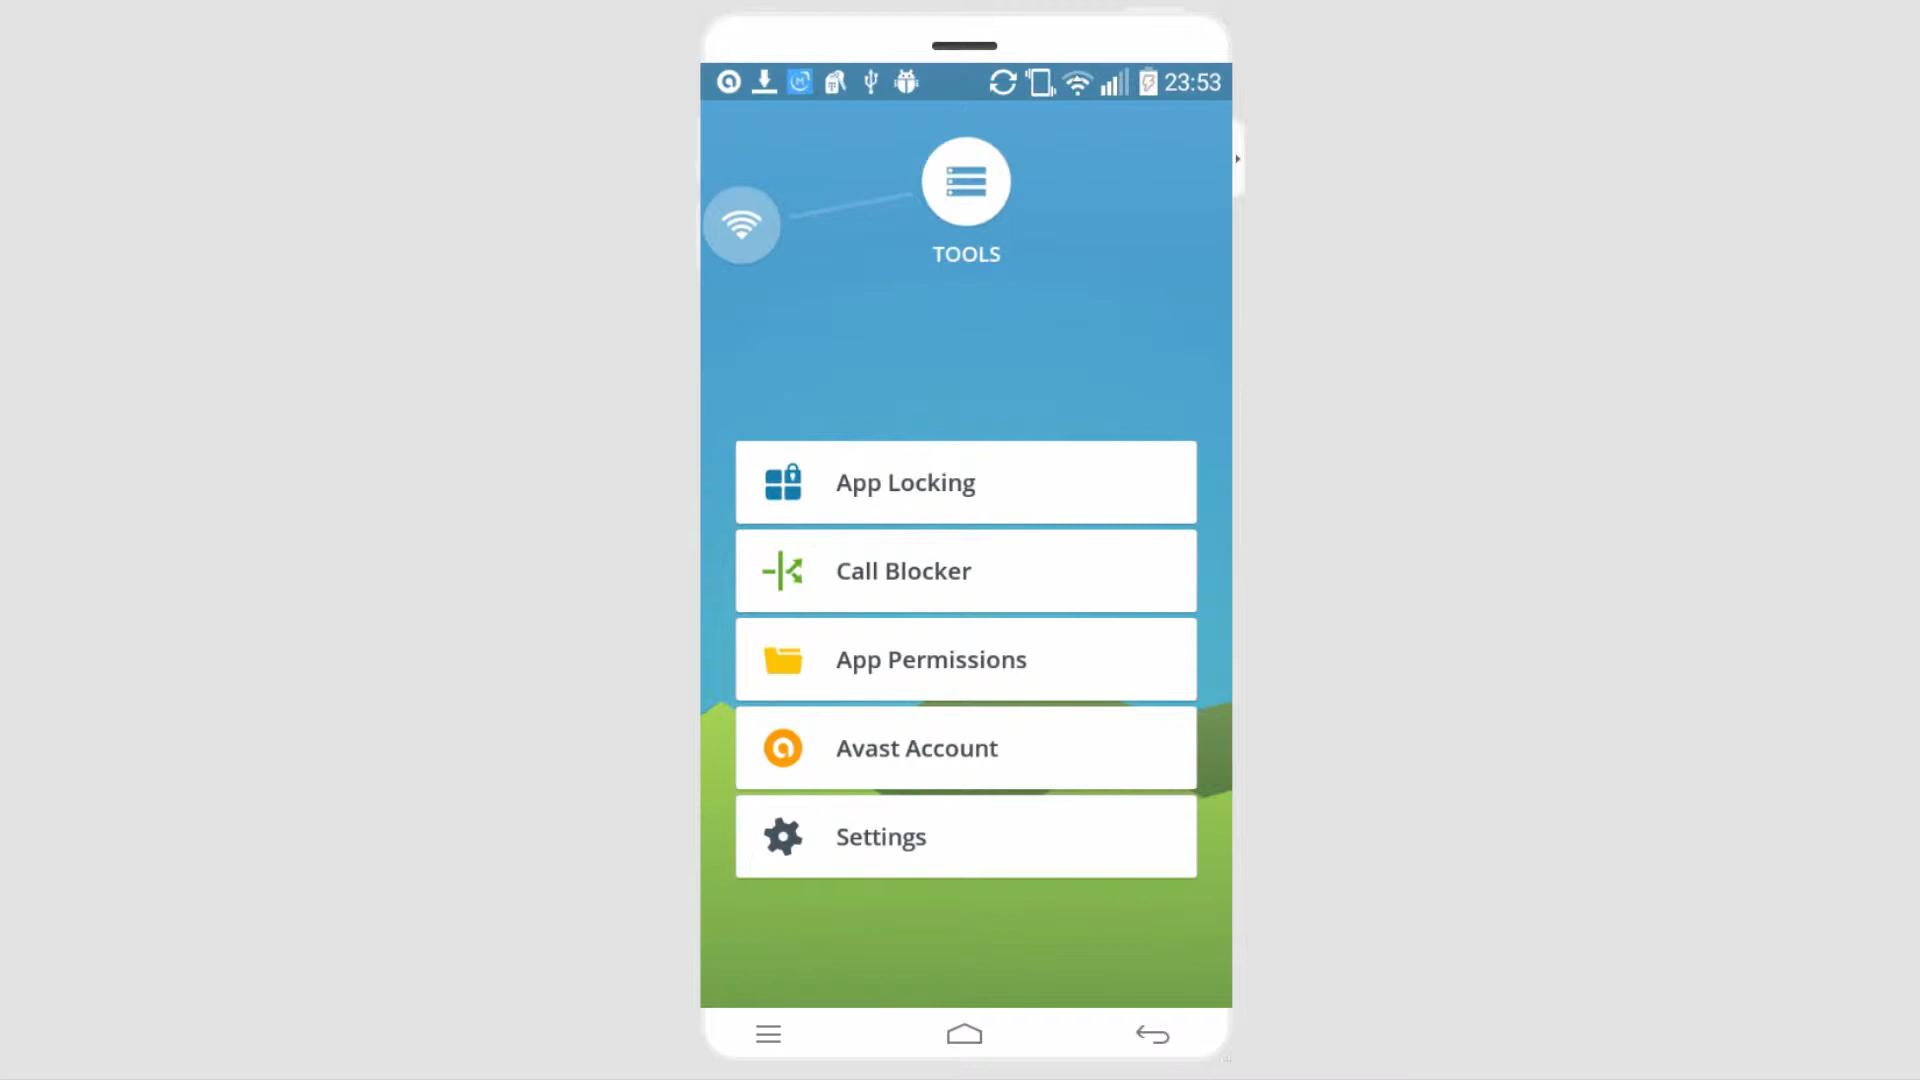 23:53
TOOLS
App Locking
Call Blocker
App Permissions
Avast Account
Settings